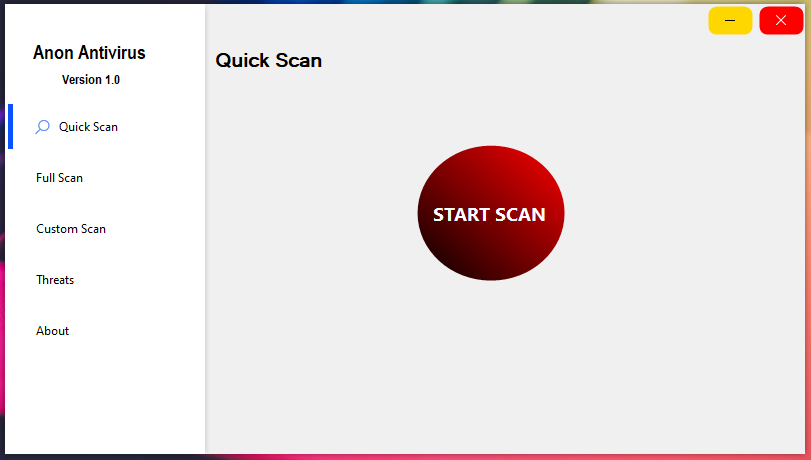 Anon Antivirus
Version 1.0
Quick Scan
Full Scan
Custom Scan
Threats
About
Quick Scan
START SCAN